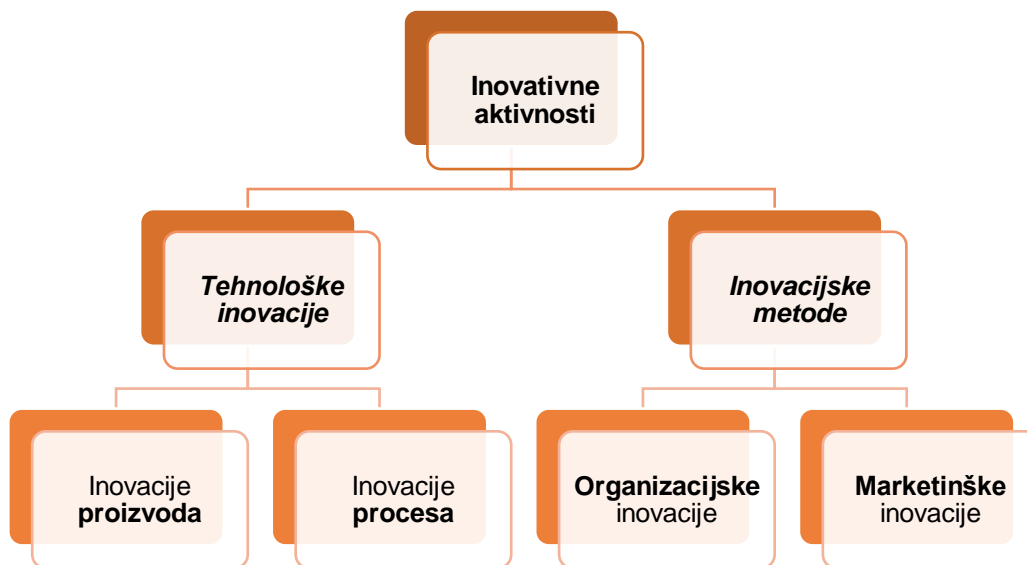 Inovativne
aktivnosti
Tehnološke
inovacije
Inovacijske
metode
Inovacije
proizvoda
Inovacije
procesa
Organizacijske
inovacije
Marketinške
inovacije